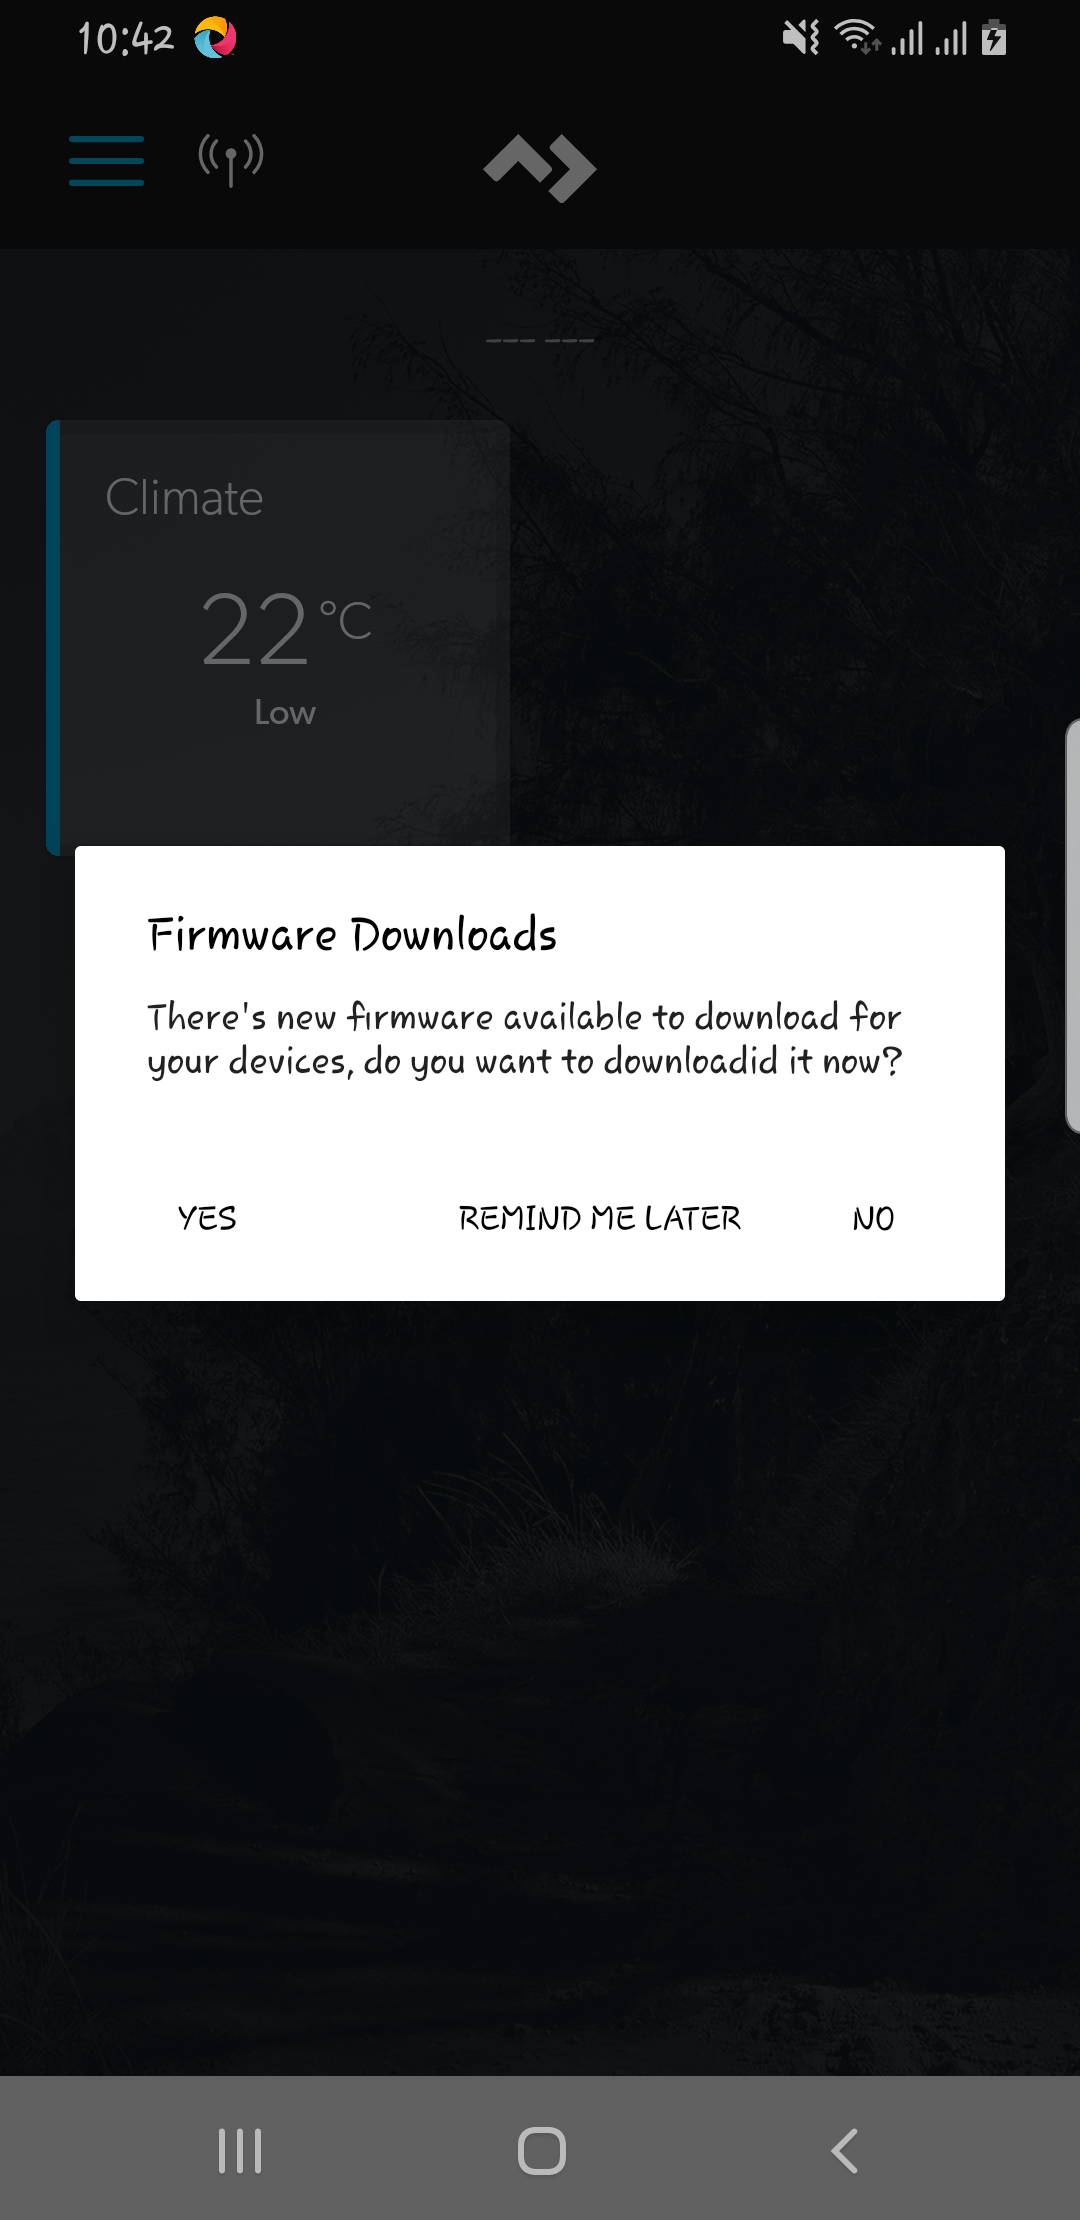 10:42
--- ---
Climate
22 °C
Low
Firmware Downloads
There's new firmware available to download for
your devices, do you want to downloadid it now?
YES REMIND ME LATER NO